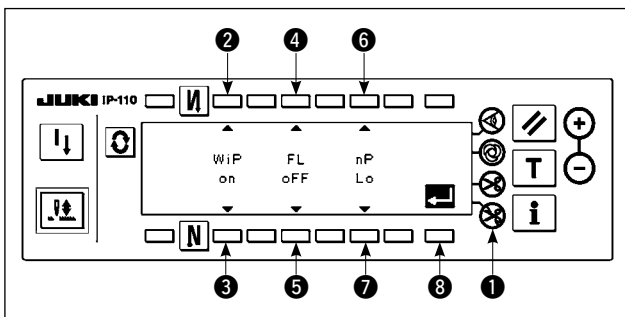 2 4 6
JUKI IP-110
WiP FL nP
on oFF Lo
T
i
3 5 7 8 1